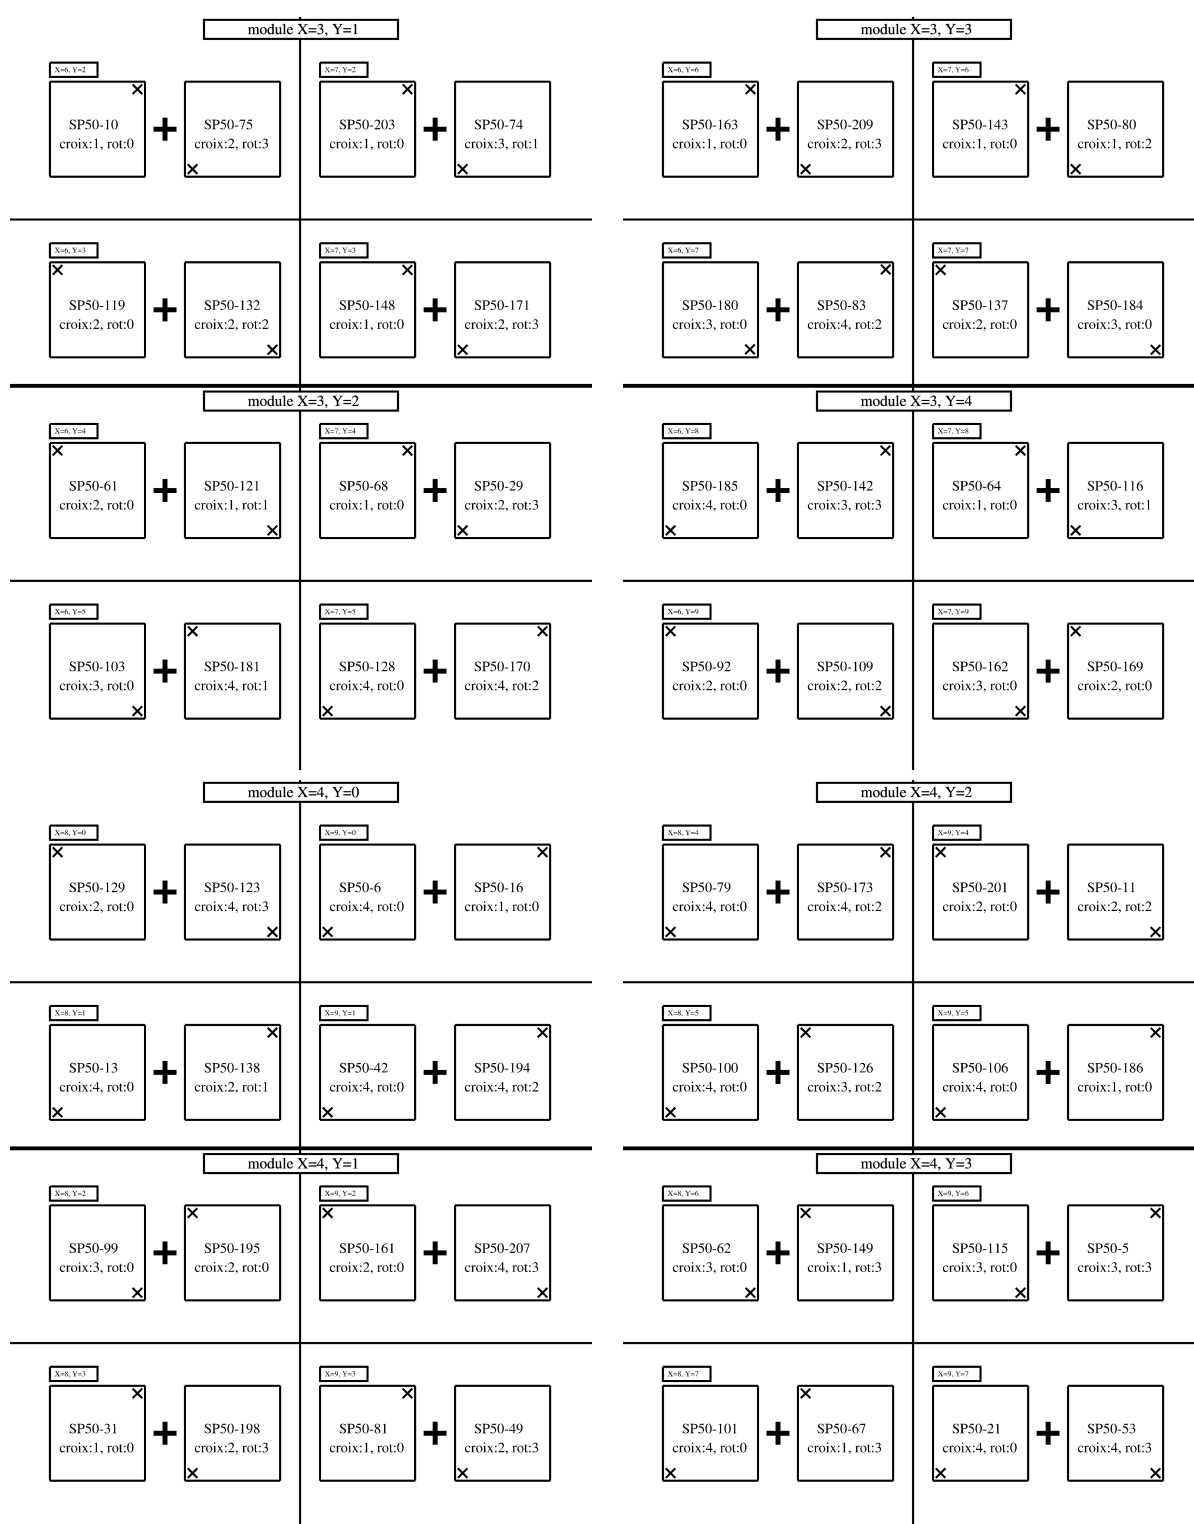 module X=3, Y=1
X=6, Y=2
X=7, Y=2
SP50-10
croix:1, rot:0
SP50-75
croix:2, rot:3
SP50-203
croix:1, rot:0
SP50-74
croix:3, rot:1
X=6, Y=3
X=7, Y=3
SP50-119
croix:2, rot:0
SP50-132
croix:2, rot:2
SP50-148
croix:1, rot:0
SP50-171
croix:2, rot:3
module X=3, Y=3
X=6, Y=6
X=7, Y=6
SP50-163
croix:1, rot:0
SP50-209
croix:2, rot:3
SP50-143
croix:1, rot:0
SP50-80
croix:1, rot:2
X=6, Y=7
X=7, Y=7
SP50-180
croix:3, rot:0
SP50-83
croix:4, rot:2
SP50-137
croix:2, rot:0
SP50-184
croix:3, rot:0
module X=3, Y=2
X=6, Y=4
X=7, Y=4
SP50-61
croix:2, rot:0
SP50-121
croix:1, rot:1
SP50-68
croix:1, rot:0
SP50-29
croix:2, rot:3
X=6, Y=5
X=7, Y=5
SP50-103
croix:3, rot:0
SP50-181
croix:4, rot:1
SP50-128
croix:4, rot:0
SP50-170
croix:4, rot:2
module X=3, Y=4
X=6, Y=8
X=7, Y=8
SP50-185
croix:4, rot:0
SP50-142
croix:3, rot:3
SP50-64
croix:1, rot:0
SP50-116
croix:3, rot:1
X=6, Y=9
X=7, Y=9
SP50-92
croix:2, rot:0
SP50-109
croix:2, rot:2
SP50-162
croix:3, rot:0
SP50-169
croix:2, rot:0
module X=4, Y=0
X=8, Y=0
X=9, Y=0
SP50-129
croix:2, rot:0
SP50-123
croix:4, rot:3
SP50-6
croix:4, rot:0
SP50-16
croix:1, rot:0
X=8, Y=1
X=9, Y=1
SP50-13
croix:4, rot:0
SP50-138
croix:2, rot:1
SP50-42
croix:4, rot:0
SP50-194
croix:4, rot:2
module X=4, Y=2
X=8, Y=4
X=9, Y=4
SP50-79
croix:4, rot:0
SP50-173
croix:4, rot:2
SP50-201
croix:2, rot:0
SP50-11
croix:2, rot:2
X=8, Y=5
X=9, Y=5
SP50-100
croix:4, rot:0
SP50-126
croix:3, rot:2
SP50-106
croix:4, rot:0
SP50-186
croix:1, rot:0
module X=4, Y=1
X=8, Y=2
X=9, Y=2
SP50-99
croix:3, rot:0
SP50-195
croix:2, rot:0
SP50-161
croix:2, rot:0
SP50-207
croix:4, rot:3
X=8, Y=3
X=9, Y=3
SP50-31
croix:1, rot:0
SP50-198
croix:2, rot:3
SP50-81
croix:1, rot:0
SP50-49
croix:2, rot:3
module X=4, Y=3
X=8, Y=6
X=9, Y=6
SP50-62
croix:3, rot:0
SP50-149
croix:1, rot:3
SP50-115
croix:3, rot:0
SP50-5
croix:3, rot:3
X=8, Y=7
X=9, Y=7
SP50-101
croix:4, rot:0
SP50-67
croix:1, rot:3
SP50-21
croix:4, rot:0
SP50-53
croix:4, rot:3